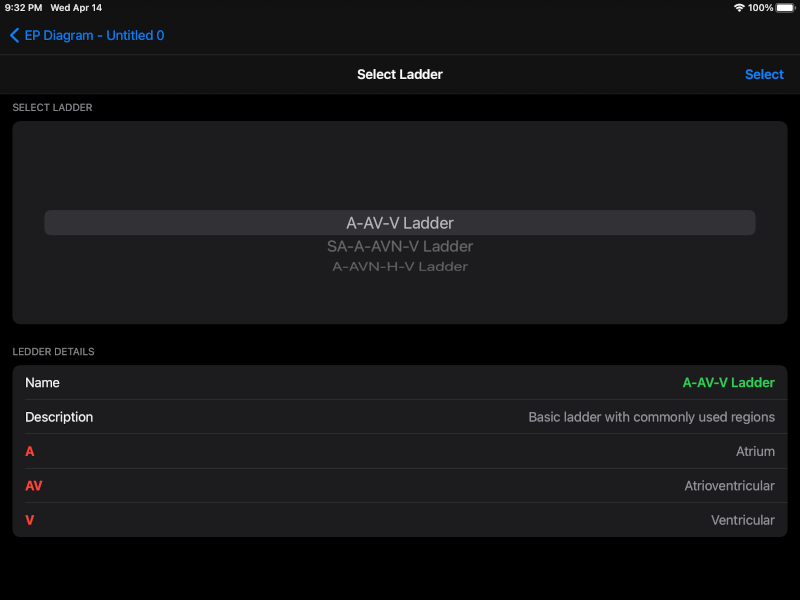 9:32 PM Wed Apr 14 100%
EP Diagram - Untitled 0
Select Ladder Select
SELECT LADDER
A-AV-V Ladder
SA-A-AVN-V Ladder
A-AVN-H-V Ladder
LEDDER DETAILS
Name A-AV-V Ladder
Description Basic ladder with commonly used regions
A Atrium
AV Atrioventricular
V Ventricular